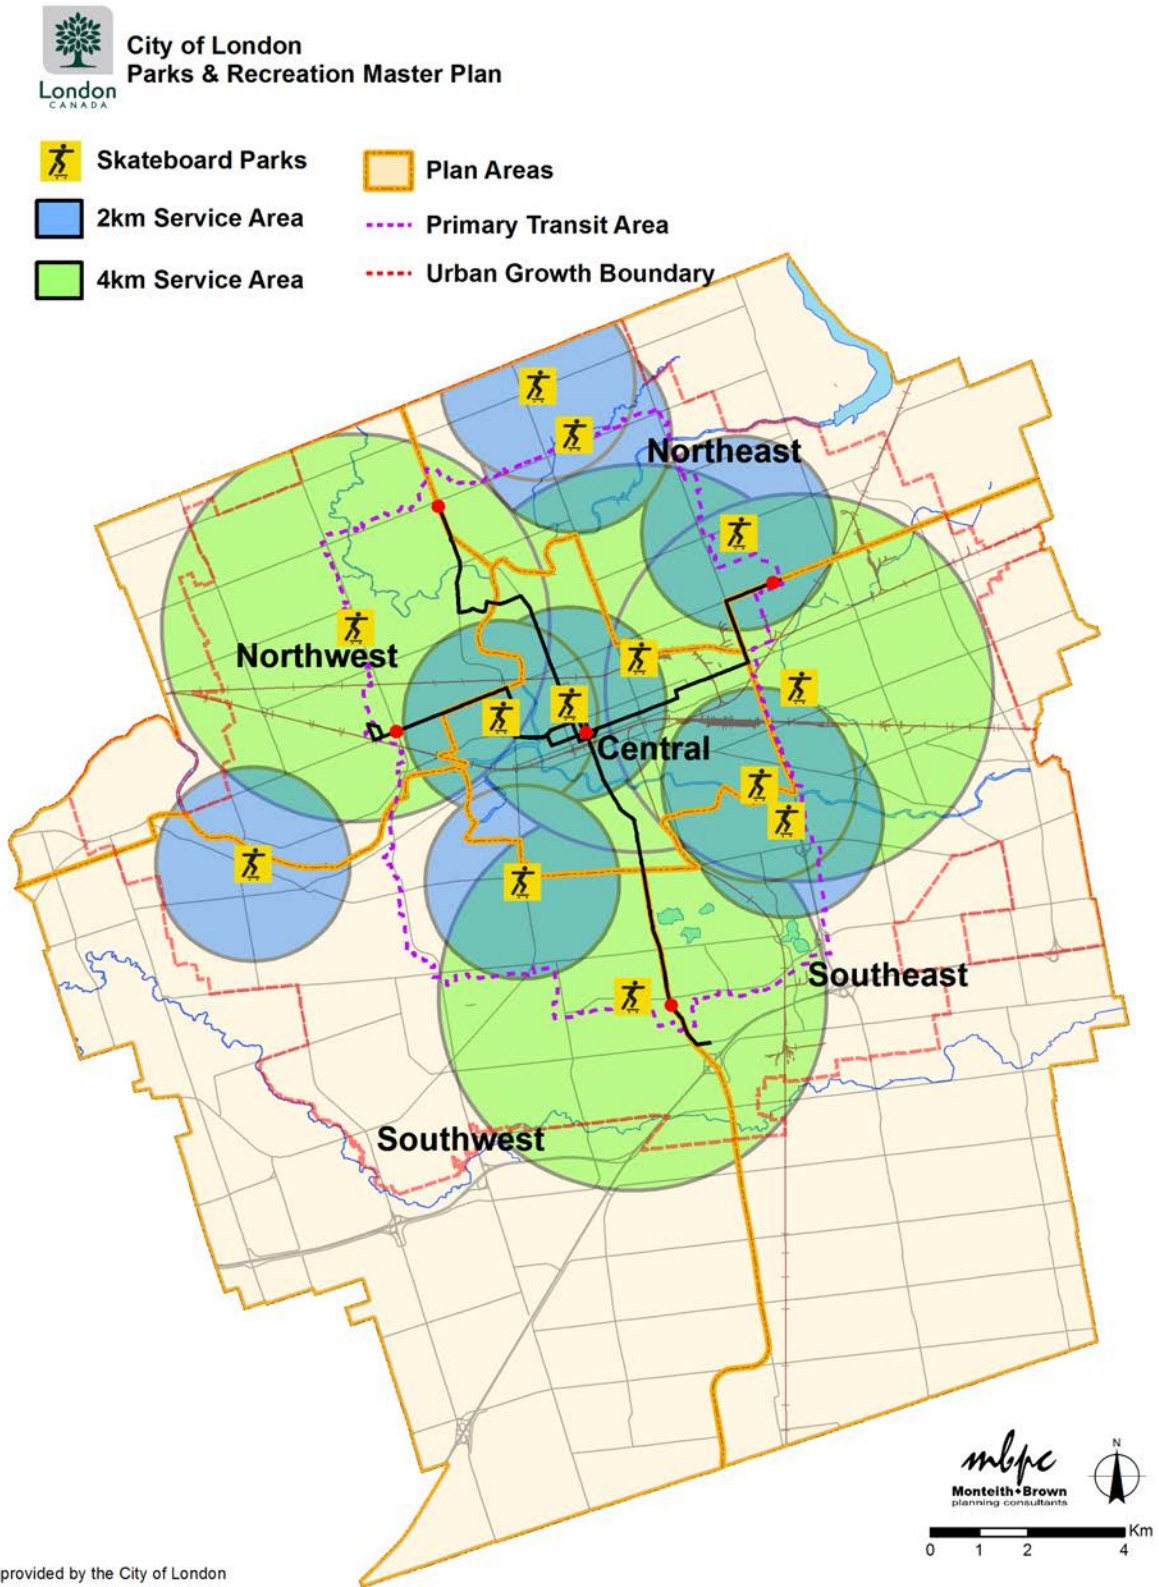 City of London
Parks & Recreation Master Plan
London
CANADA
Skateboard Parks
Plan Areas
2km Service Area
Primary Transit Area
4km Service Area
Urban Growth Boundary
Northeast
Northwest
Central
Southeast
Southwest
mbpc
Monteith♦Brown
planning consultants
N
Km
0 1 2 4
provided by the City of London